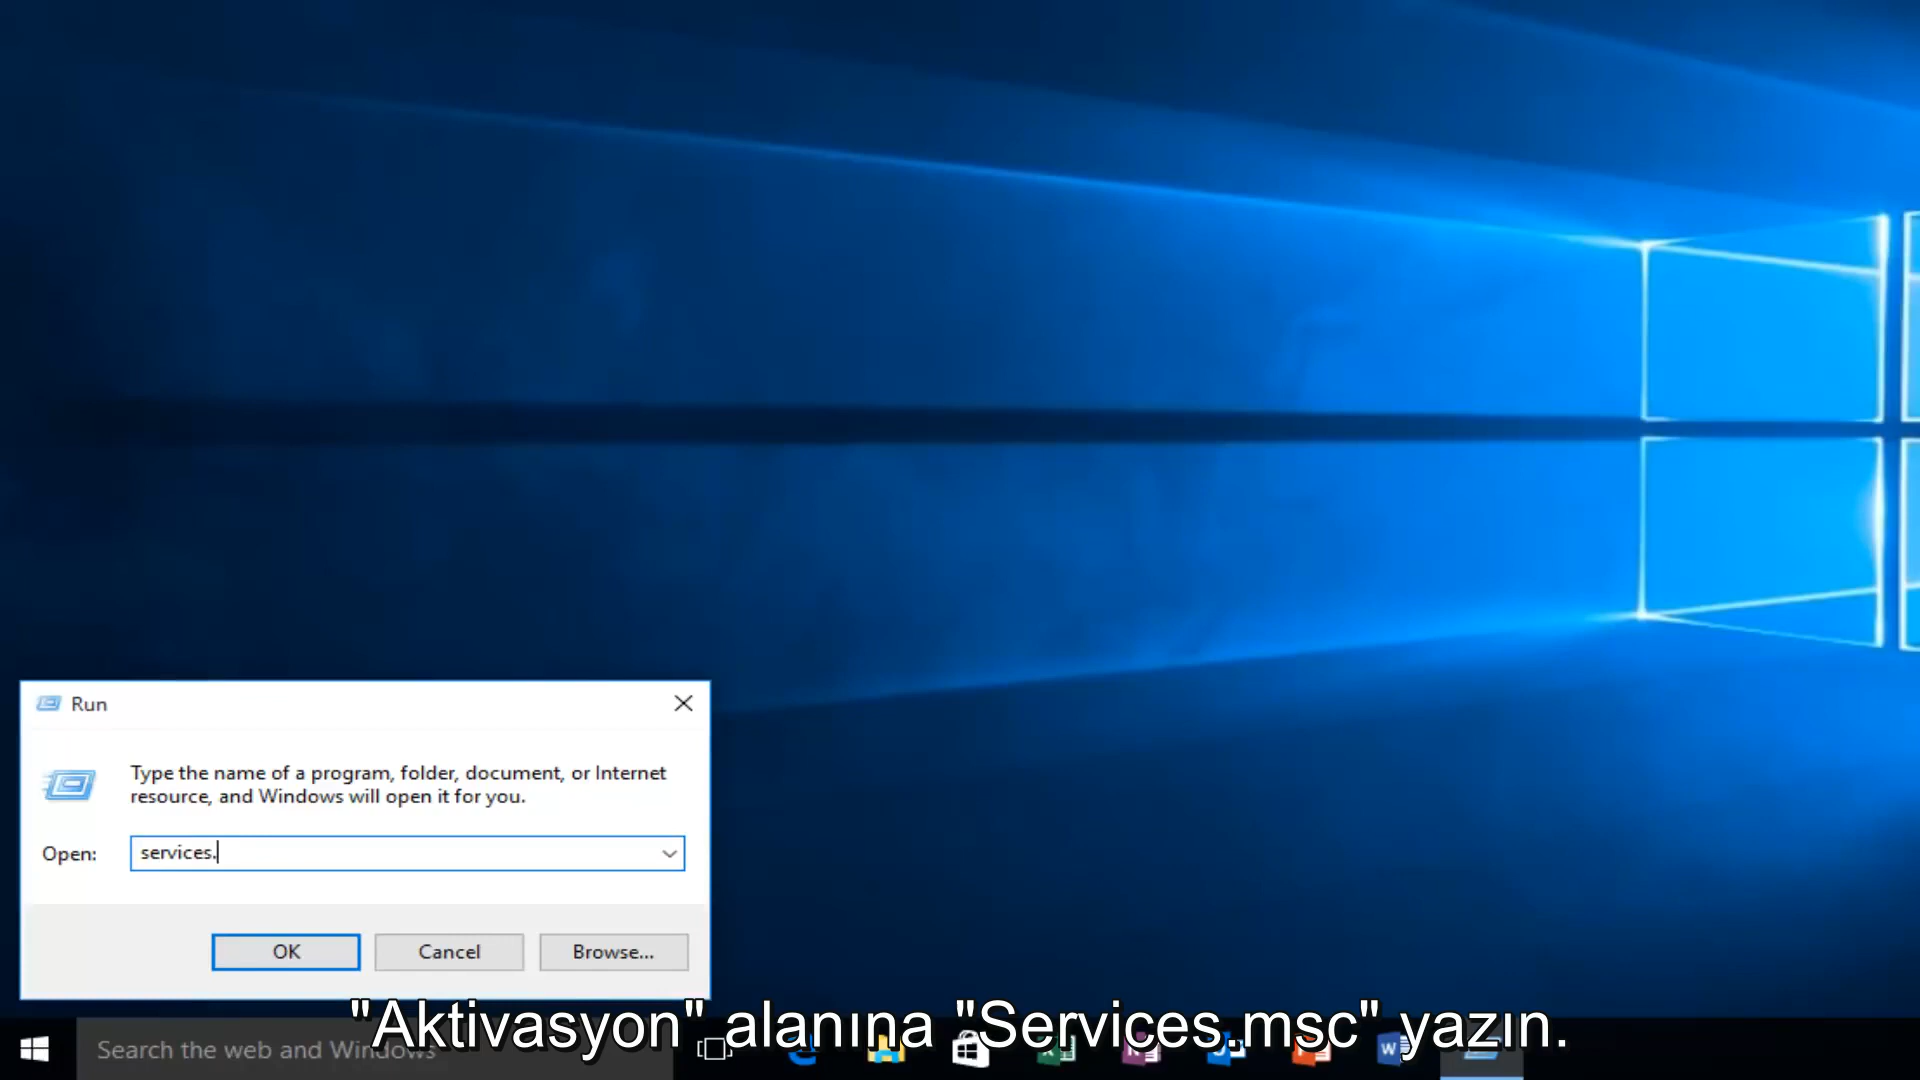 Run
Type the name of a program, folder, document, or Internet
resource, and Windows will open it for you.
Open: services.
OK Cancel Browse...
"Aktivasyon" alanına "Services.msc" yazın.
Search the web and Windows